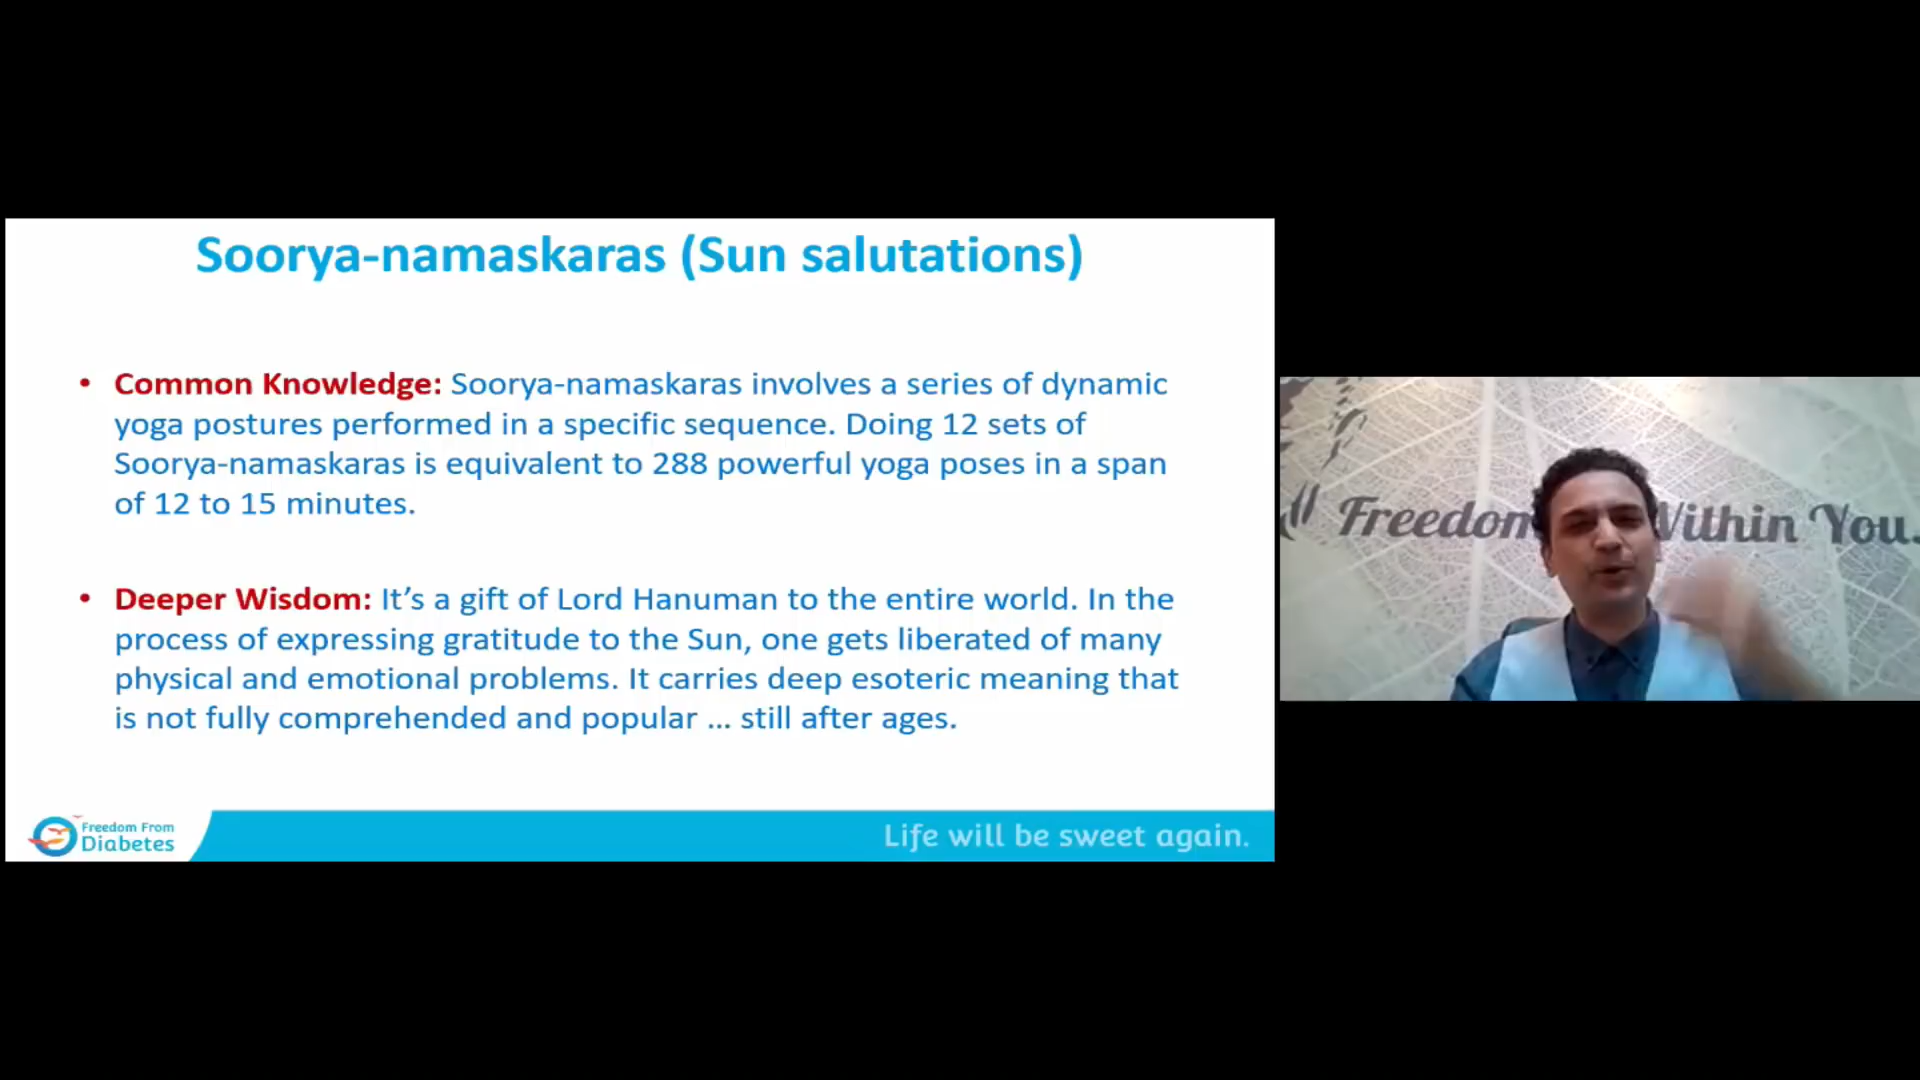 Soorya-namaskaras (Sun salutations)
• Common Knowledge: Soorya-namaskaras involves a series of dynamic
yoga postures performed in a specific sequence. Doing 12 sets of
Soorya-namaskaras is equivalent to 288 powerful yoga poses in a span
of 12 to 15 minutes.
• Deeper Wisdom: It’s a gift of Lord Hanuman to the entire world. In the
process of expressing gratitude to the Sun, one gets liberated of many
physical and emotional problems. It carries deep esoteric meaning that
is not fully comprehended and popular ... still after ages.
Freedom From
Diabetes
Life will be sweet again.
Freedom Within You.